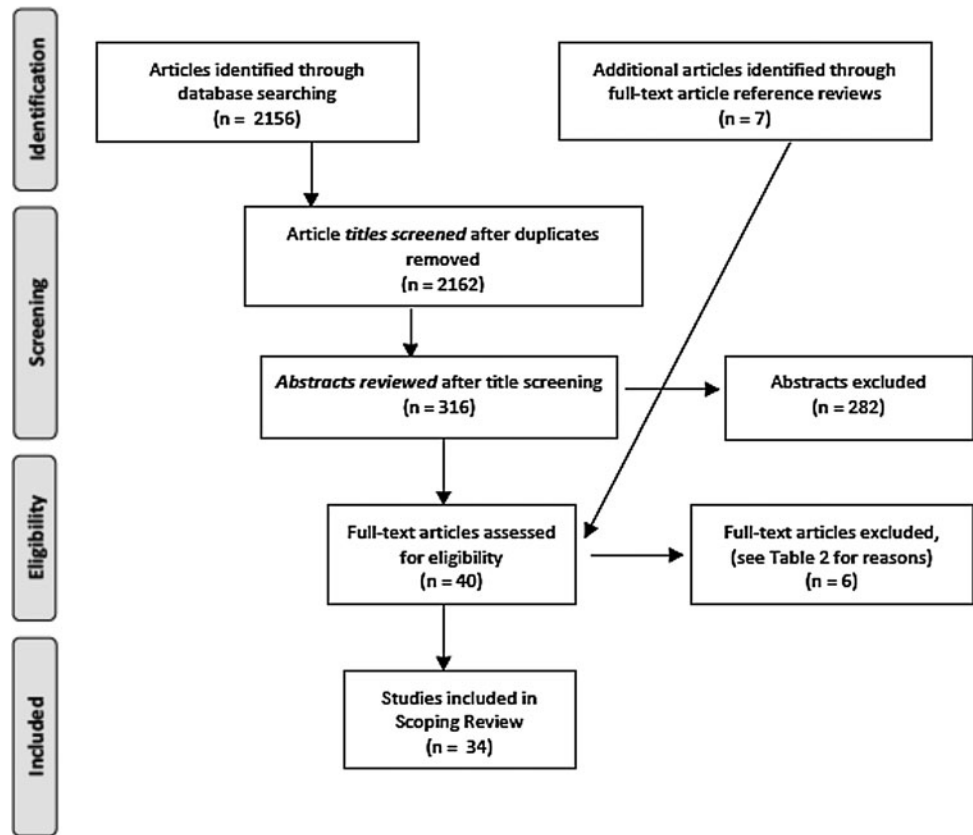 Identification
Articles identified through
database searching
(n = 2156)
Additional articles identified through
full-text article reference reviews
(n = 7)
Screening
Article titles screened after duplicates
removed
(n = 2162)
Abstracts reviewed after title screening
(n = 316)
Abstracts excluded
(n = 282)
Eligibility
Full-text articles assessed
for eligibility
(n = 40)
Full-text articles excluded,
(see Table 2 for reasons)
(n = 6)
Included
Studies included in
Scoping Review
(n = 34)